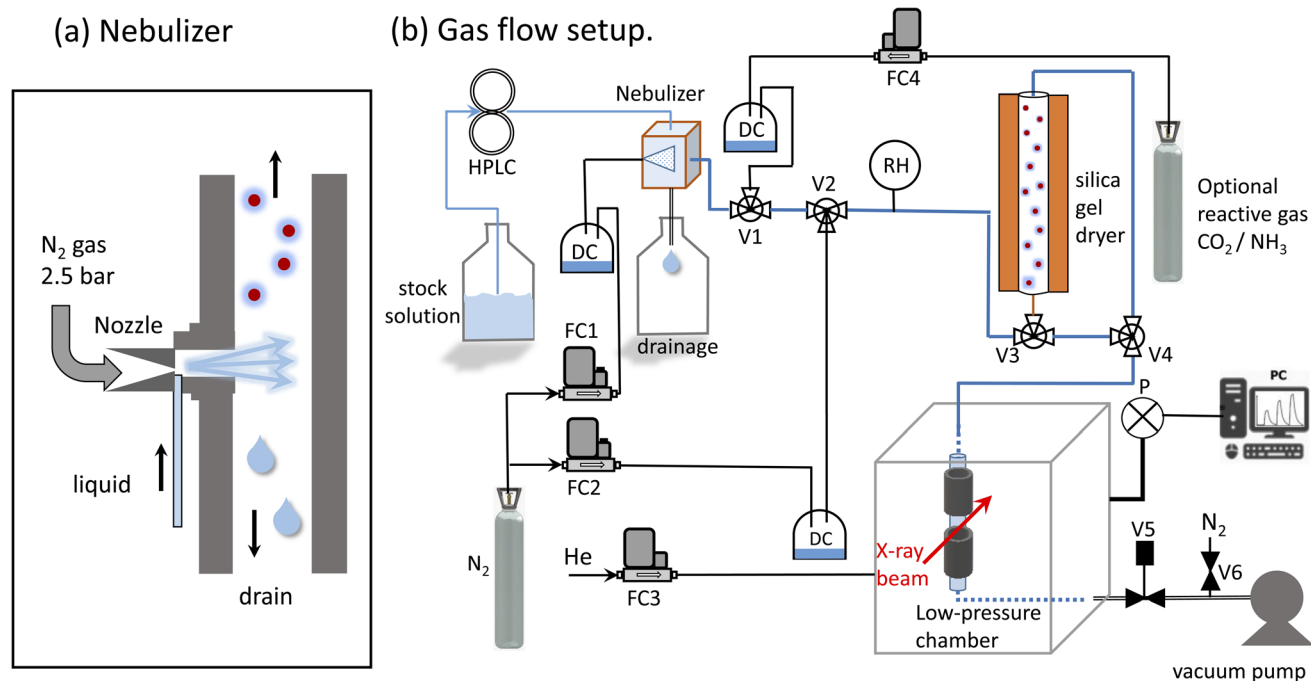 (a) Nebulizer
N₂ gas
2.5 bar
Nozzle
liquid
drain
(b) Gas flow setup.
HPLC
stock
solution
Nebulizer
DC
drainage
DC
FC4
V1
V2
RH
silica
gel
dryer
V3
V4
Optional
reactive gas
CO₂ / NH₃
FC1
FC2
N₂
He
FC3
DC
X-ray
beam
Low-pressure
chamber
P
PC
V5
N₂
V6
vacuum pump